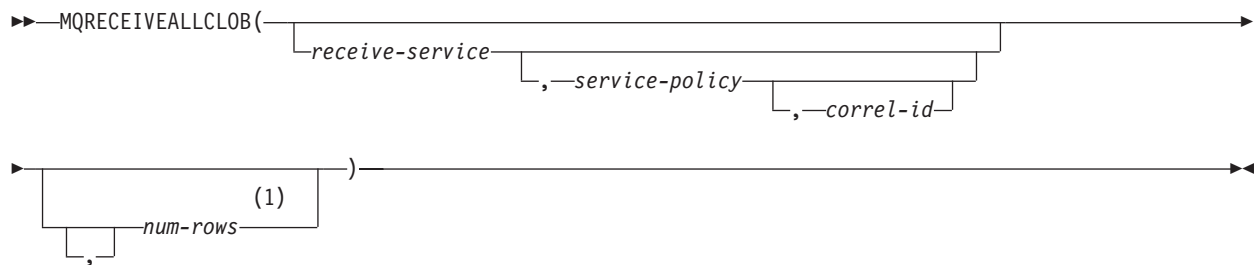 MQRECEIVEALLCLOB(
receive-service
, service-policy
, correl-id
)
(1)
num-rows
,